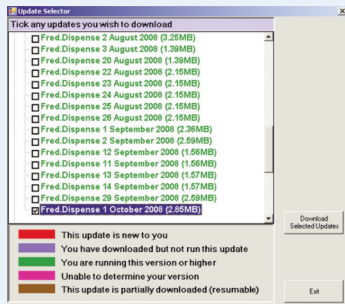 Update Selector
Tick any updates you wish to download
Fred.Dispense 2 August 2008 (3.25MB)
Fred.Dispense 3 August 2008 (1.39MB)
Fred.Dispense 20 August 2008 (1.39MB)
Fred.Dispense 22 August 2008 (2.15MB)
Fred.Dispense 23 August 2008 (2.15MB)
Fred.Dispense 24 August 2008 (2.15MB)
Fred.Dispense 25 August 2008 (2.15MB)
Fred.Dispense 26 August 2008 (2.15MB)
Fred.Dispense 1 September 2008 (2.36MB)
Fred.Dispense 2 September 2008 (2.59MB)
Fred.Dispense 12 September 2008 (1.56MB)
Fred.Dispense 11 September 2008 (1.56MB)
Fred.Dispense 13 September 2008 (1.57MB)
Fred.Dispense 14 September 2008 (1.57MB)
Fred.Dispense 29 September 2008 (2.59MB)
Fred.Dispense 1 October 2008 (2.85MB)
Download
Selected Updates
This update is new to you
You have downloaded but not run this update
You are running this version or higher
Unable to determine your version
This update is partially downloaded (resumable)
Exit